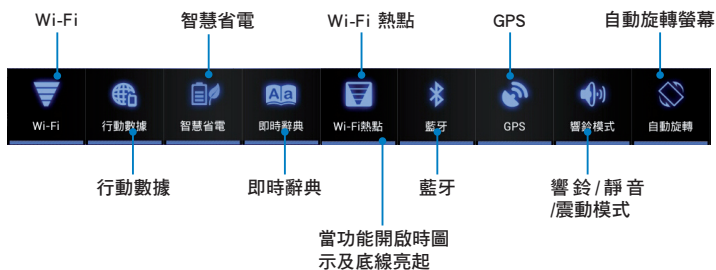 Wi-Fi 智慧省電 Wi-Fi 熱點 GPS 自動旋轉螢幕
Aa
Wi-Fi 行動數據 智慧省電 即時辭典 Wi-Fi熱點 藍牙 GPS 響鈴模式 自動旋轉
行動數據 即時辭典 藍牙 響鈴/靜音
/震動模式
當功能開啟時圖
示及底線亮起